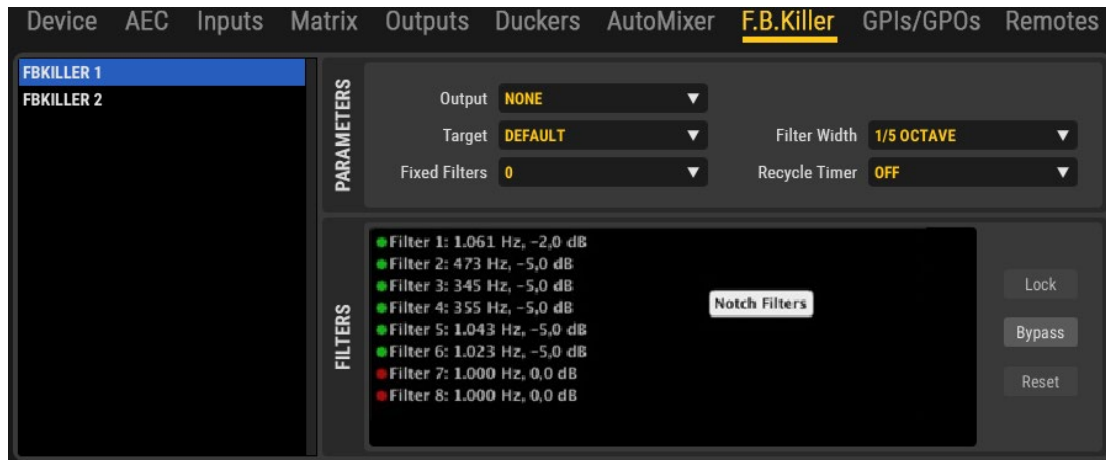 Device AEC Inputs Matrix Outputs Duckers AutoMixer F.B.Killer GPIs/GPOs Remotes
FBKILLER 1
FBKILLER 2
PARAMETERS
Output NONE
Target DEFAULT Filter Width 1/5 OCTAVE
Fixed Filters 0 Recycle Timer OFF
FILTERS
Filter 1: 1.061 Hz, -2,0 dB
Filter 2: 473 Hz, -5,0 dB
Filter 3: 345 Hz, -5,0 dB
Filter 4: 355 Hz, -5,0 dB
Filter 5: 1.043 Hz, -5,0 dB
Filter 6: 1.023 Hz, -5,0 dB
Filter 7: 1.000 Hz, 0,0 dB
Filter 8: 1.000 Hz, 0,0 dB
Notch Filters
Lock
Bypass
Reset